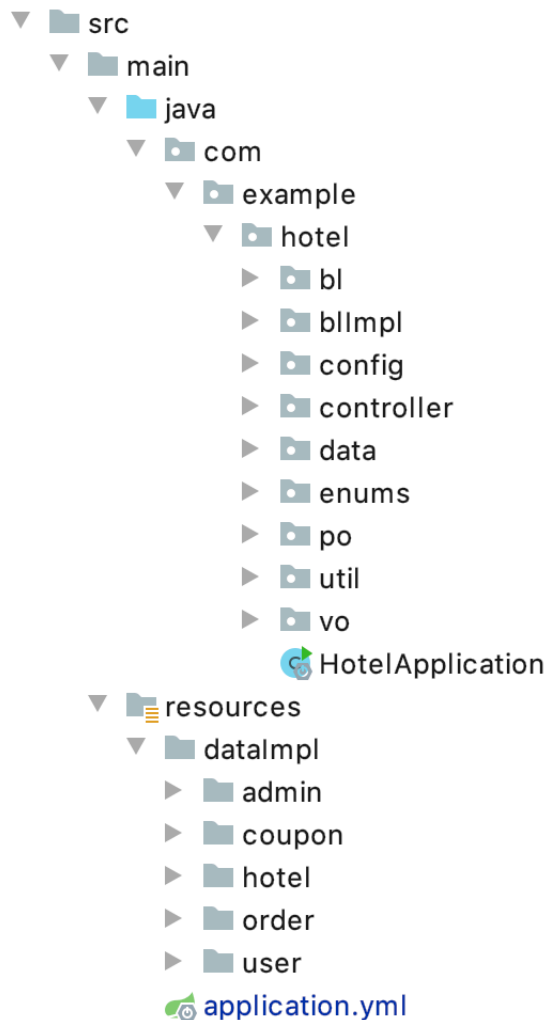 src
main
java
com
example
hotel
bl
blImpl
config
controller
data
enums
po
util
vo
HotelApplication
resources
dataImpl
admin
coupon
hotel
order
user
application.yml